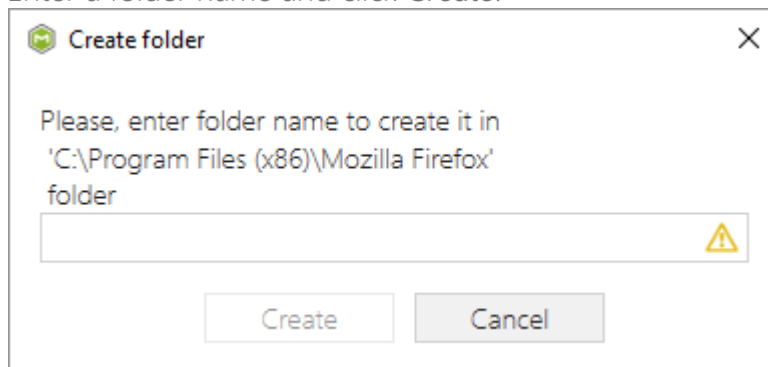 Enter a folder name and click Create.
Create folder
Please, enter folder name to create it in
'C:\Program Files (x86)\Mozilla Firefox'
folder
Create
Cancel